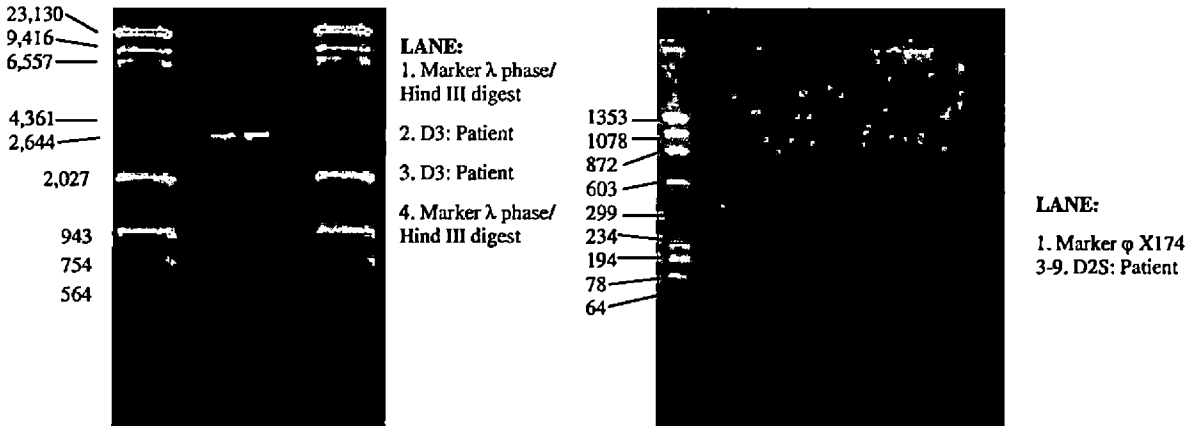 23,130
9,416
6,557
4,361
2,644
2,027
943
754
564
LANE:
1. Marker λ phase/
Hind III digest
2. D3: Patient
3. D3: Patient
4. Marker λ phase/
Hind III digest
1353
1078
872
603
299
234
194
78
64
LANE:
1. Marker φ X174
3-9. D2S: Patient